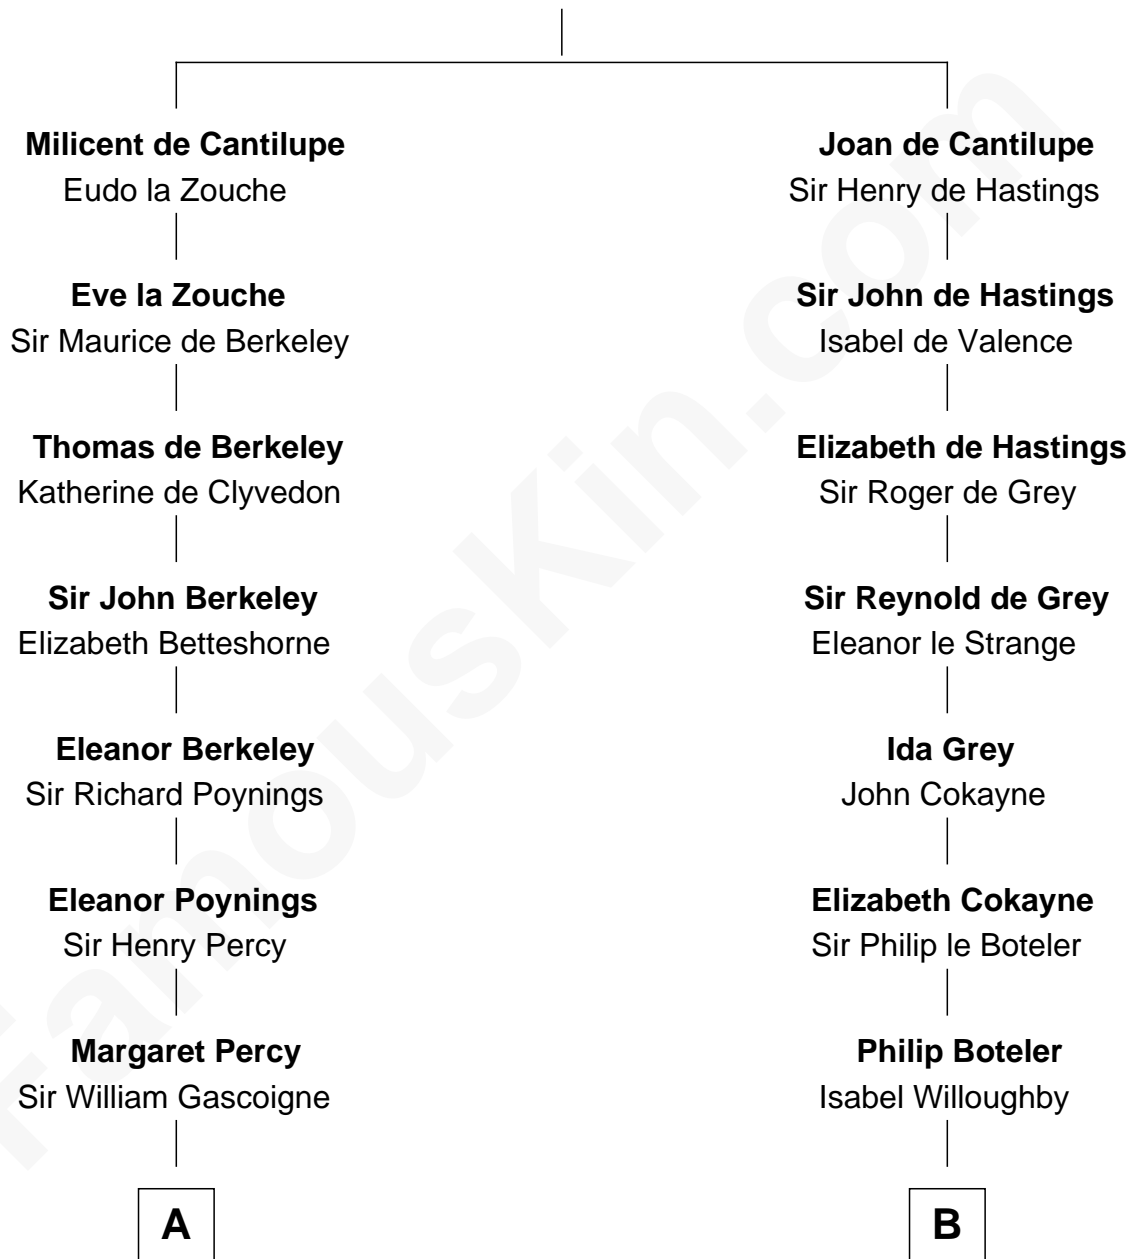 Milicent de Cantilupe
Eudo la Zouche
Eve la Zouche
Sir Maurice de Berkeley
Thomas de Berkeley
Katherine de Clyvedon
Sir John Berkeley
Elizabeth Betteshorne
Eleanor Berkeley
Sir Richard Poynings
Eleanor Poynings
Sir Henry Percy
Margaret Percy
Sir William Gascoigne
A
Joan de Cantilupe
Sir Henry de Hastings
Sir John de Hastings
Isabel de Valence
Elizabeth de Hastings
Sir Roger de Grey
Sir Reynold de Grey
Eleanor le Strange
Ida Grey
John Cokayne
Elizabeth Cokayne
Sir Philip le Boteler
Philip Boteler
Isabel Willoughby
B
FamousKin.com